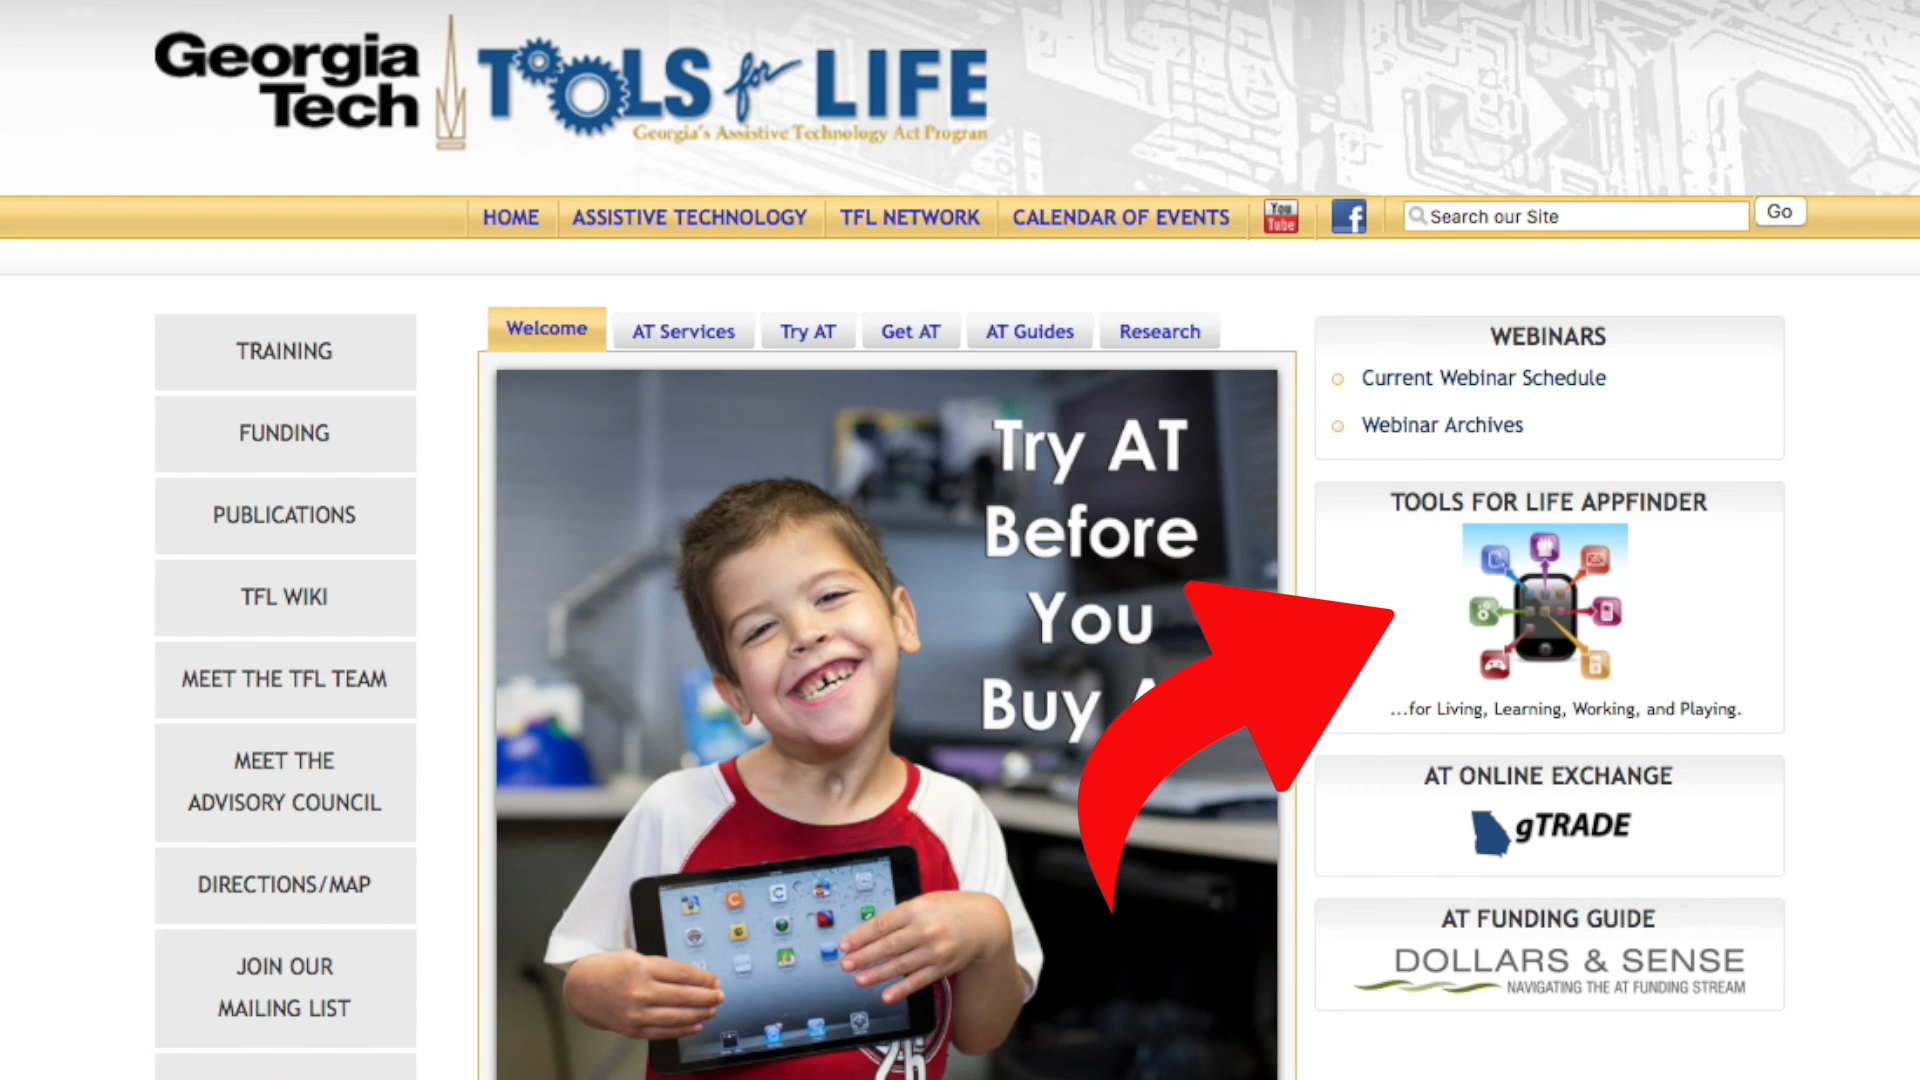 Georgia
Tech
TOOLS for LIFE
Georgia's Assistive Technology Act Program
HOME
ASSISTIVE TECHNOLOGY
TFL NETWORK
CALENDAR OF EVENTS
You
Tube
f
Search our Site
Go
TRAINING
FUNDING
PUBLICATIONS
TFL WIKI
MEET THE TFL TEAM
MEET THE
ADVISORY COUNCIL
DIRECTIONS/MAP
JOIN OUR
MAILING LIST
Welcome
AT Services
Try AT
Get AT
AT Guides
Research
Try AT
Before
You
Buy
WEBINARS
Current Webinar Schedule
Webinar Archives
TOOLS FOR LIFE APPFINDER
...for Living, Learning, Working, and Playing.
AT ONLINE EXCHANGE
gTRADE
AT FUNDING GUIDE
DOLLARS & SENSE
NAVIGATING THE AT FUNDING STREAM